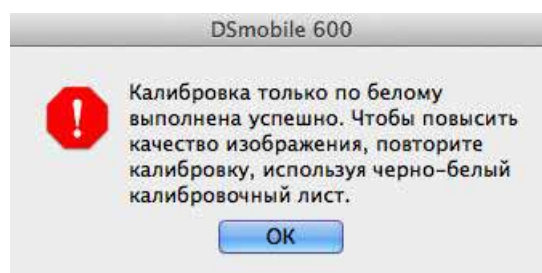 DSmobile 600
Калибровка только по белому
выполнена успешно. Чтобы повысить
качество изображения, повторите
калибровку, используя черно-белый
калибровочный лист.
OK